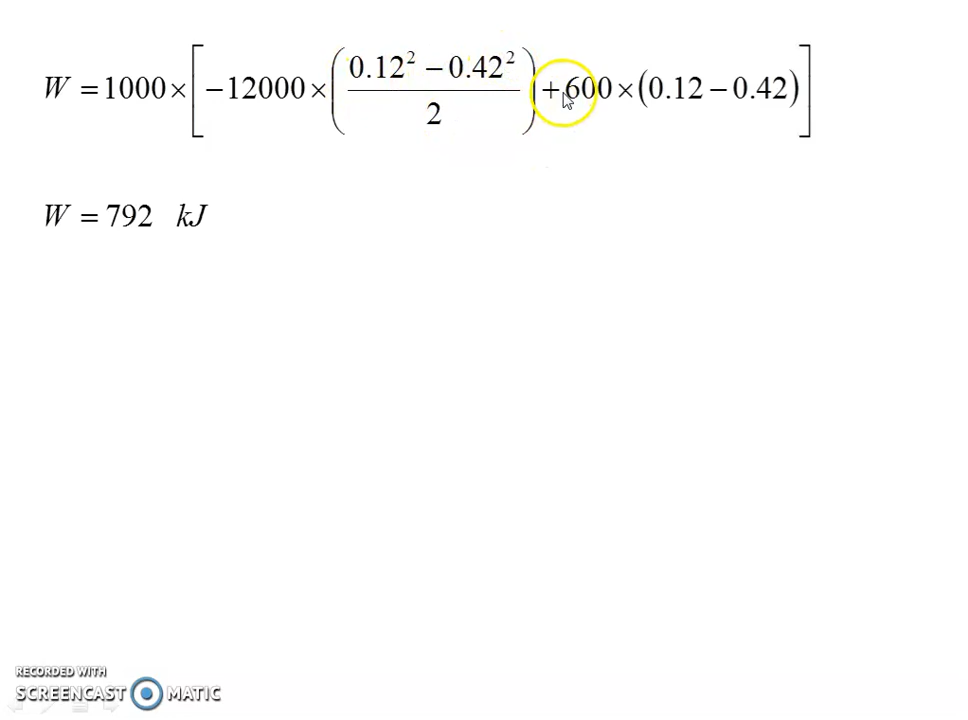 W = 1000 × [ −12000 × ( (0.12² − 0.42²) / 2 ) + 600 × (0.12 − 0.42) ]
W = 792 kJ
RECORDED WITH
SCREENCAST MATIC